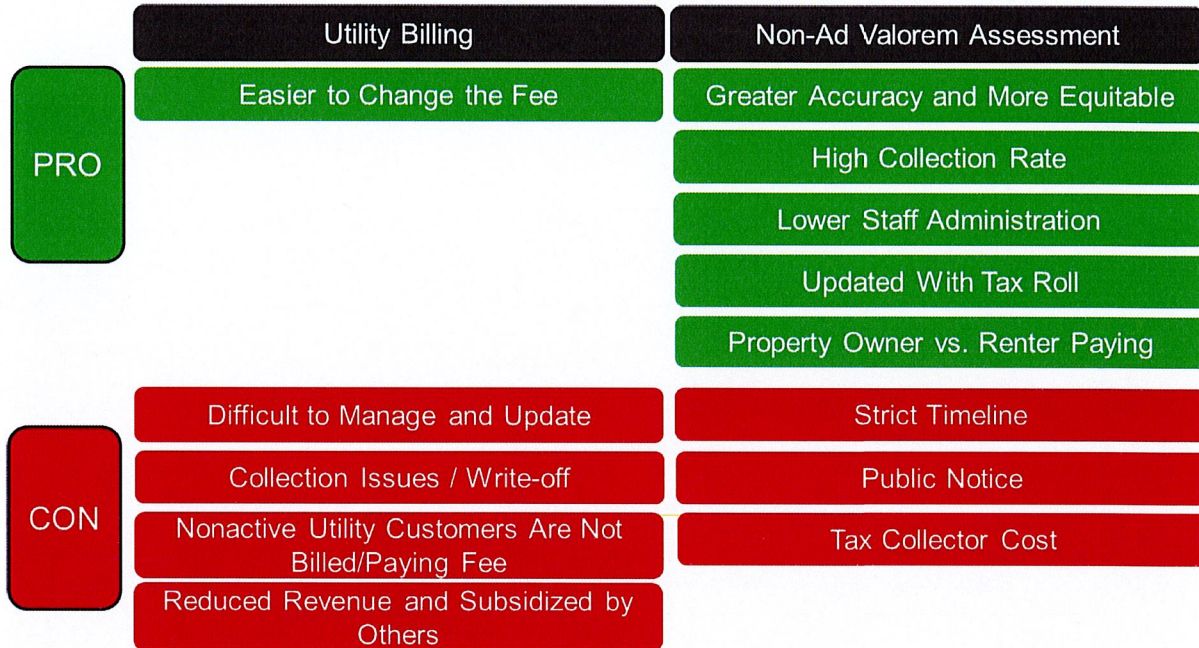 Utility Billing
Non-Ad Valorem Assessment
PRO
Easier to Change the Fee
Greater Accuracy and More Equitable
High Collection Rate
Lower Staff Administration
Updated With Tax Roll
Property Owner vs. Renter Paying
CON
Difficult to Manage and Update
Strict Timeline
Collection Issues / Write-off
Public Notice
Nonactive Utility Customers Are Not
Billed/Paying Fee
Tax Collector Cost
Reduced Revenue and Subsidized by
Others